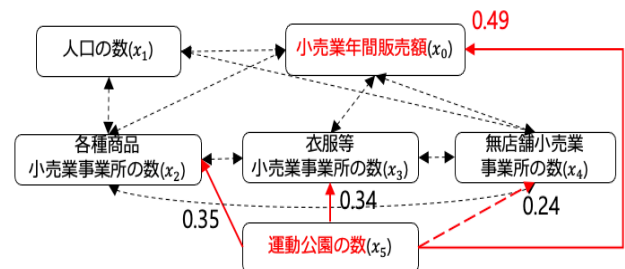 0.49
人口の数(x₁)
小売業年間販売額(x₀)
各種商品
小売業事業所の数(x₂)
衣服等
小売業事業所の数(x₃)
無店舗小売業
事業所の数(x₄)
0.35
0.34
0.24
運動公園の数(x₅)